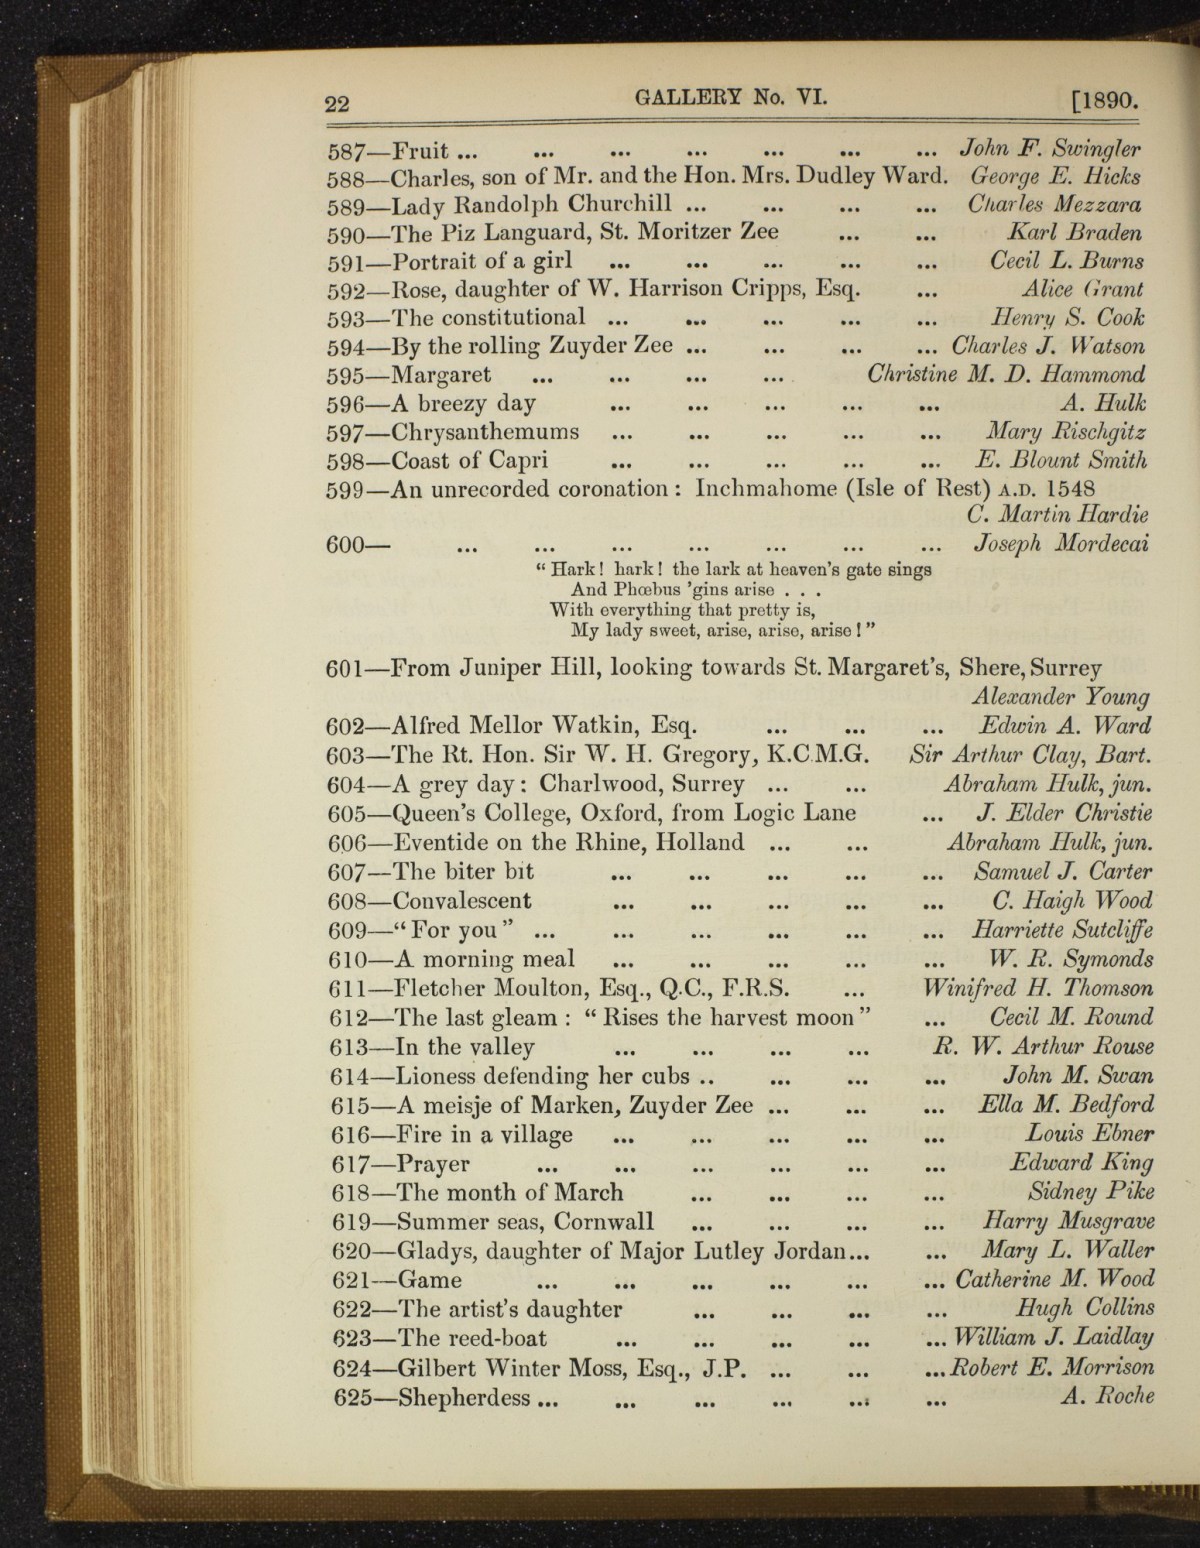 22 GALLERY No. VI. [1890.
587—Fruit ... ... ... ... ... ... ... John F. Swingler
588—Charles, son of Mr. and the Hon. Mrs. Dudley Ward. George E. Hicks
589—Lady Randolph Churchill ... ... ... ... Charles Mezzara
590—The Piz Languard, St. Moritzer Zee ... ... Karl Braden
591—Portrait of a girl ... ... ... ... ... Cecil L. Burns
592—Rose, daughter of W. Harrison Cripps, Esq. ... Alice Grant
593—The constitutional ... ... ... ... ... Henry S. Cook
594—By the rolling Zuyder Zee ... ... ... ... Charles J. Watson
595—Margaret ... ... ... ... Christine M. D. Hammond
596—A breezy day ... ... ... ... ... A. Hulk
597—Chrysanthemums ... ... ... ... ... Mary Rischgitz
598—Coast of Capri ... ... ... ... ... E. Blount Smith
599—An unrecorded coronation : Inchmahome (Isle of Rest) A.D. 1548
C. Martin Hardie
600— ... ... ... ... ... ... ... Joseph Mordecai
“ Hark ! hark ! the lark at heaven’s gate sings
And Phœbus ’gins arise . . .
With everything that pretty is,
My lady sweet, arise, arise, arise ! ”
601—From Juniper Hill, looking towards St. Margaret’s, Shere, Surrey
Alexander Young
602—Alfred Mellor Watkin, Esq. ... ... ... Edwin A. Ward
603—The Rt. Hon. Sir W. H. Gregory, K.C.M.G. Sir Arthur Clay, Bart.
604—A grey day : Charlwood, Surrey ... ... Abraham Hulk, jun.
605—Queen’s College, Oxford, from Logic Lane ... J. Elder Christie
606—Eventide on the Rhine, Holland ... ... Abraham Hulk, jun.
607—The biter bit ... ... ... ... ... Samuel J. Carter
608—Convalescent ... ... ... ... ... C. Haigh Wood
609—“ For you ” ... ... ... ... ... ... Harriette Sutcliffe
610—A morning meal ... ... ... ... ... W. R. Symonds
611—Fletcher Moulton, Esq., Q.C., F.R.S. ... Winifred H. Thomson
612—The last gleam : “ Rises the harvest moon ” ... Cecil M. Round
613—In the valley ... ... ... ... R. W. Arthur Rouse
614—Lioness defending her cubs .. ... ... ... John M. Swan
615—A meisje of Marken, Zuyder Zee ... ... ... Ella M. Bedford
616—Fire in a village ... ... ... ... ... Louis Ebner
617—Prayer ... ... ... ... ... ... Edward King
618—The month of March ... ... ... ... Sidney Pike
619—Summer seas, Cornwall ... ... ... ... Harry Musgrave
620—Gladys, daughter of Major Lutley Jordan... ... Mary L. Waller
621—Game ... ... ... ... ... ... Catherine M. Wood
622—The artist’s daughter ... ... ... ... Hugh Collins
623—The reed-boat ... ... ... ... ... William J. Laidlay
624—Gilbert Winter Moss, Esq., J.P. ... ... ... Robert E. Morrison
625—Shepherdess ... ... ... ... ... ... A. Roche